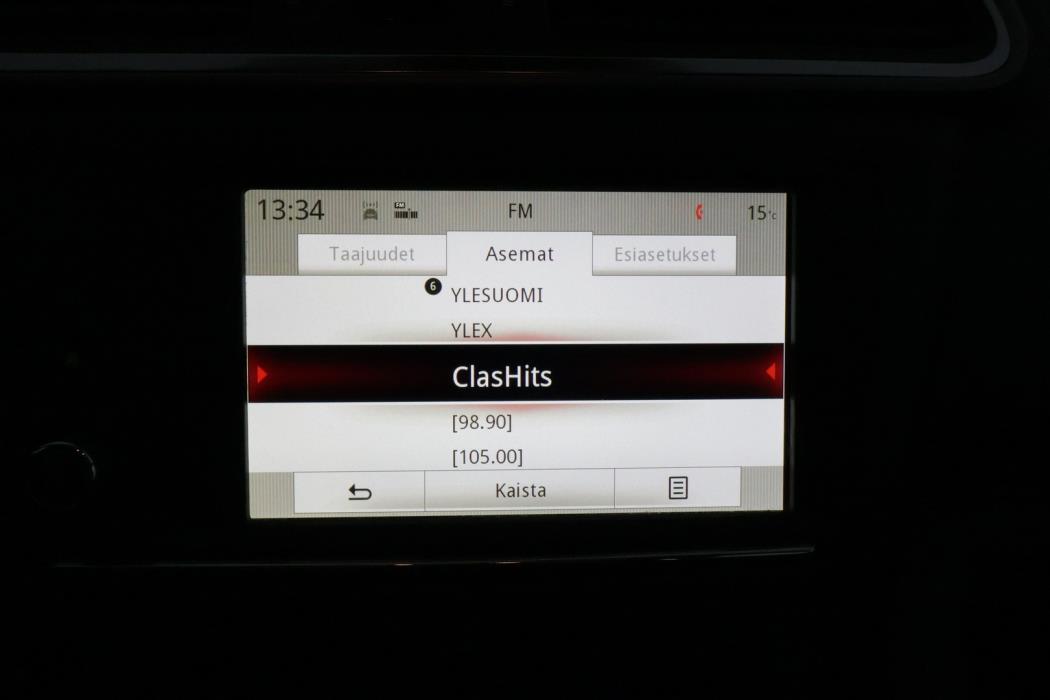 13:34 FM 15°C
Taajuudet Asemat Esiasetukset
6 YLESUOMI
YLEX
ClasHits
[98.90]
[105.00]
Kaista